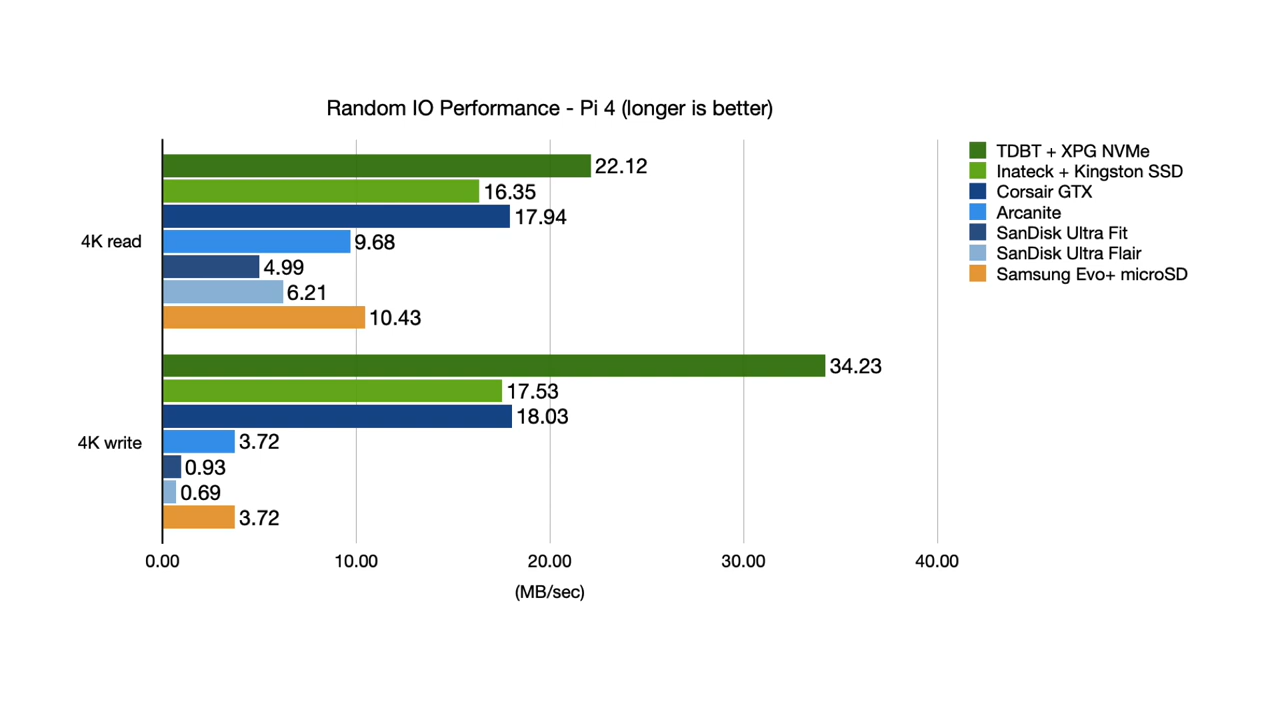 Random IO Performance - Pi 4 (longer is better)
TDBT + XPG NVMe
Inateck + Kingston SSD
Corsair GTX
Arcanite
SanDisk Ultra Fit
SanDisk Ultra Flair
Samsung Evo+ microSD
4K read
22.12
16.35
17.94
9.68
4.99
6.21
10.43
4K write
34.23
17.53
18.03
3.72
0.93
0.69
3.72
0.00 10.00 20.00 30.00 40.00
(MB/sec)